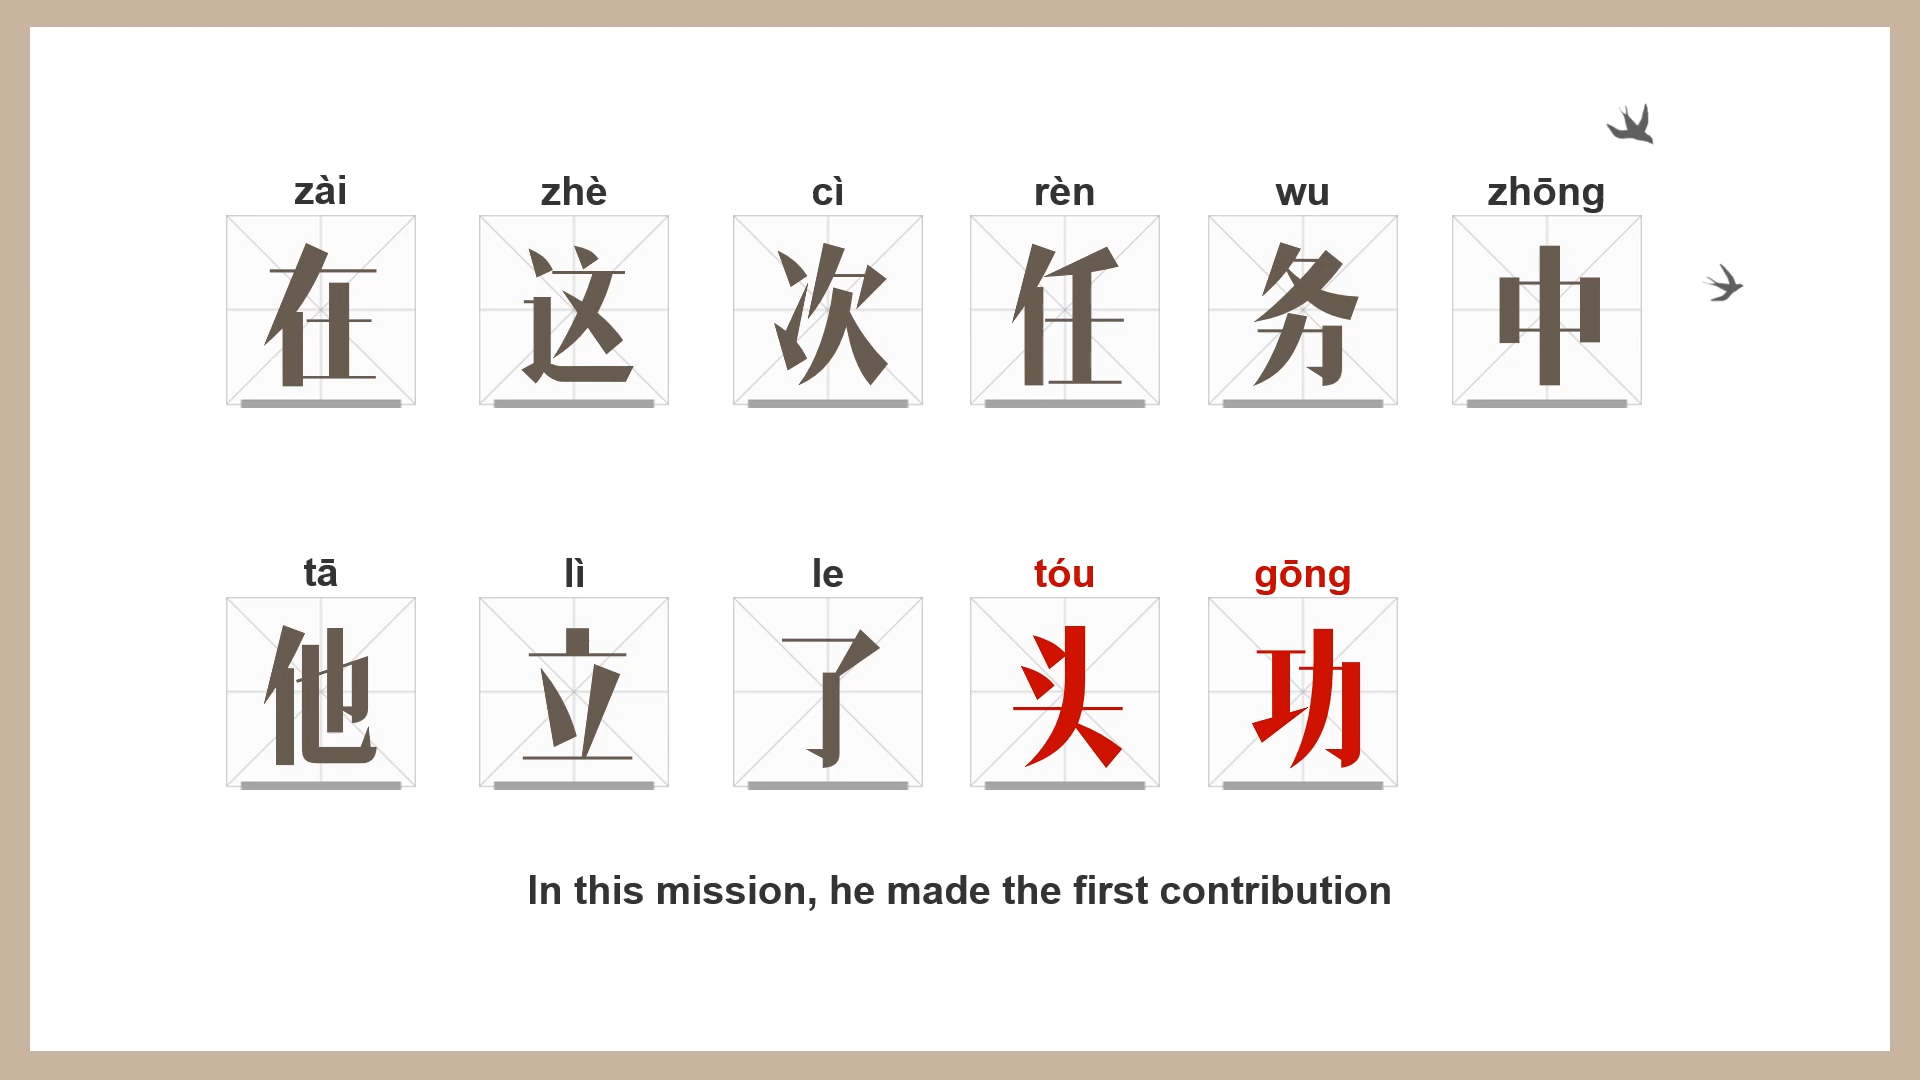 zài zhè cì rèn wu zhōng
在这次任务中
tā lì le tóu gōng
他立了头功
In this mission, he made the first contribution